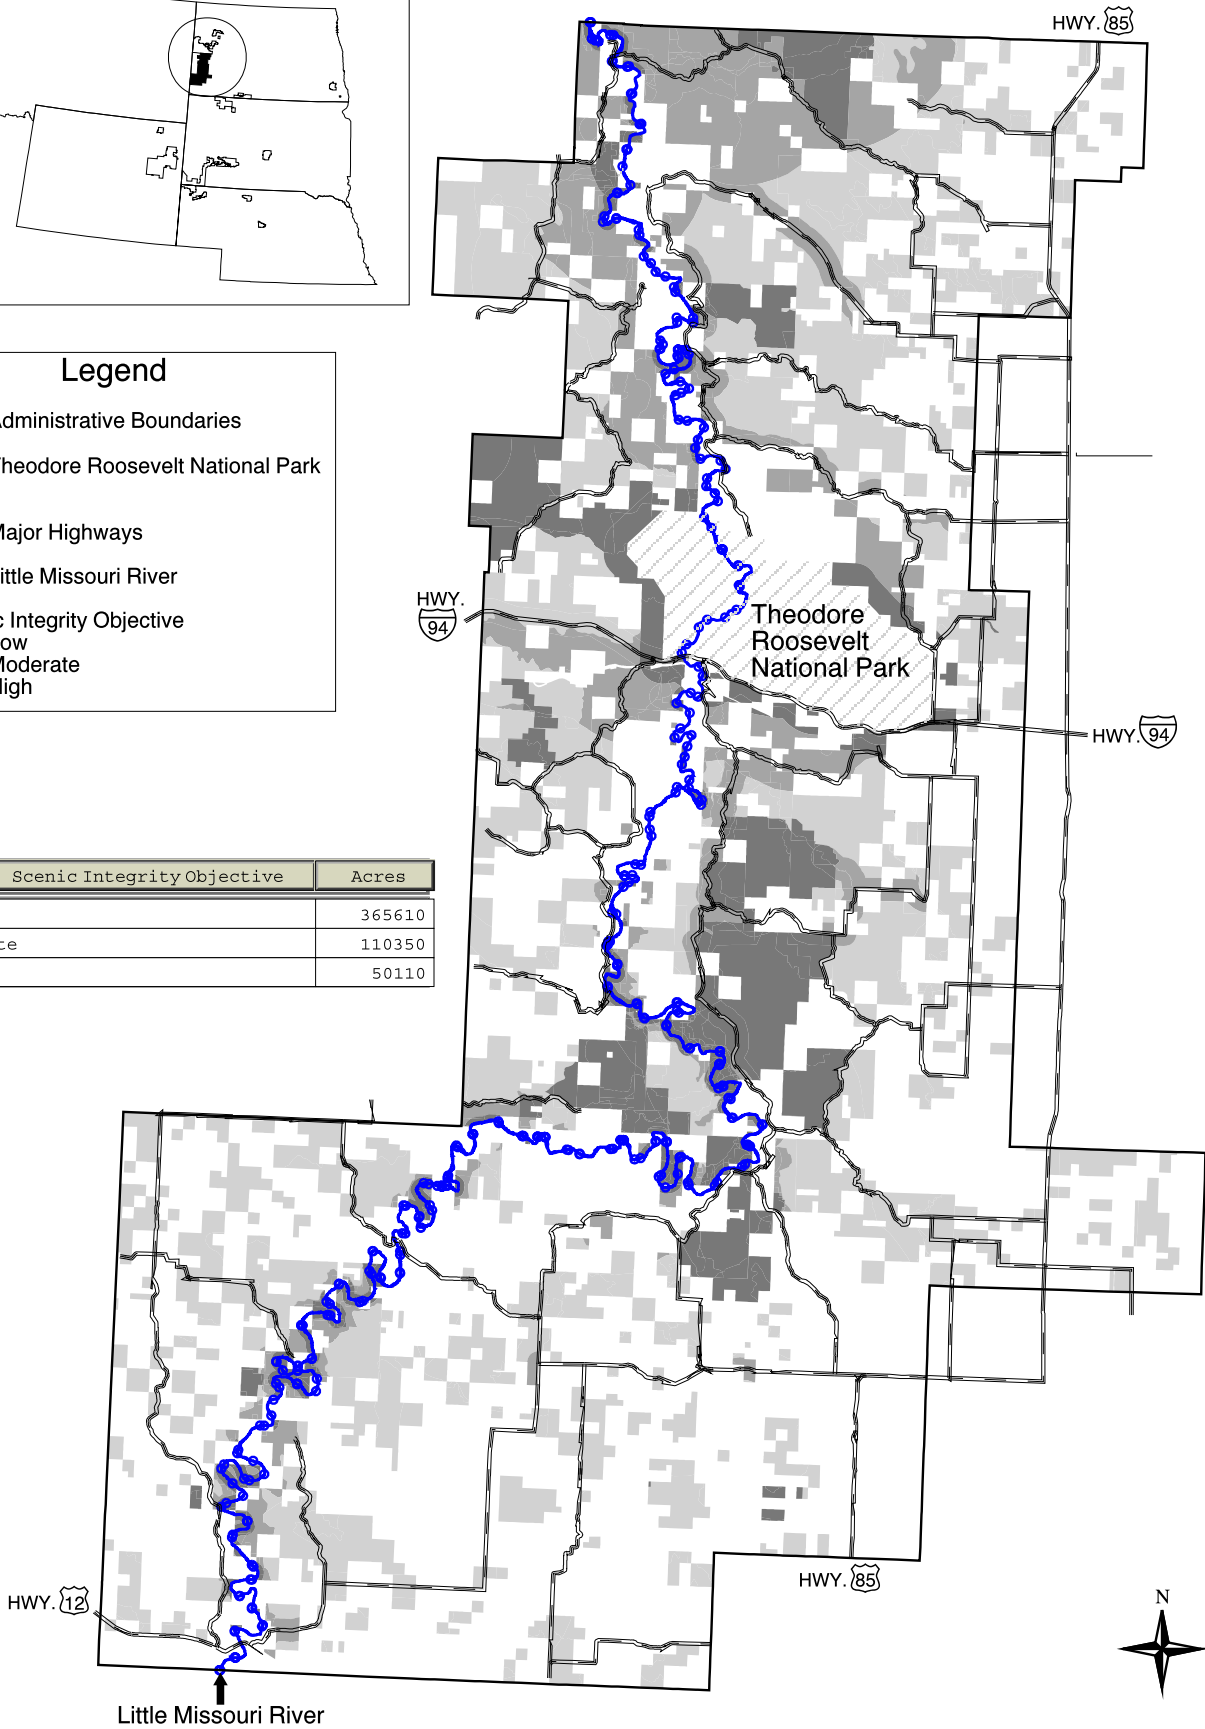 HWY. 85
Legend
Administrative Boundaries
Theodore Roosevelt National Park
Major Highways
Little Missouri River
c Integrity Objective
ow
Moderate
High
HWY.
94
Theodore
Roosevelt
National Park
HWY. 94
Scenic Integrity Objective Acres
365610
te 110350
50110
HWY. 85
HWY. 12
N
Little Missouri River